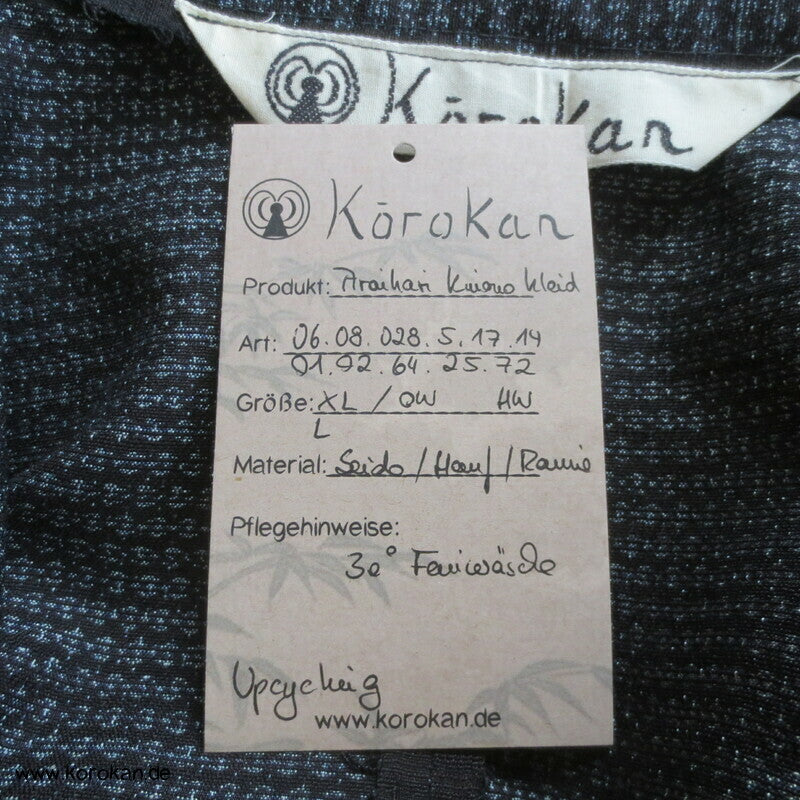 Kōrokan
Kōrokan
Produkt: Araihari Kimono Kleid
Art: 06.08.028.5.17.14
01.92.64.25.72
Größe: XL / OW HW
L
Material: Seide / Hanf / Ramie
Pflegehinweise:
30° Feinwäsche
Upcycling
www.korokan.de
www.korokan.de